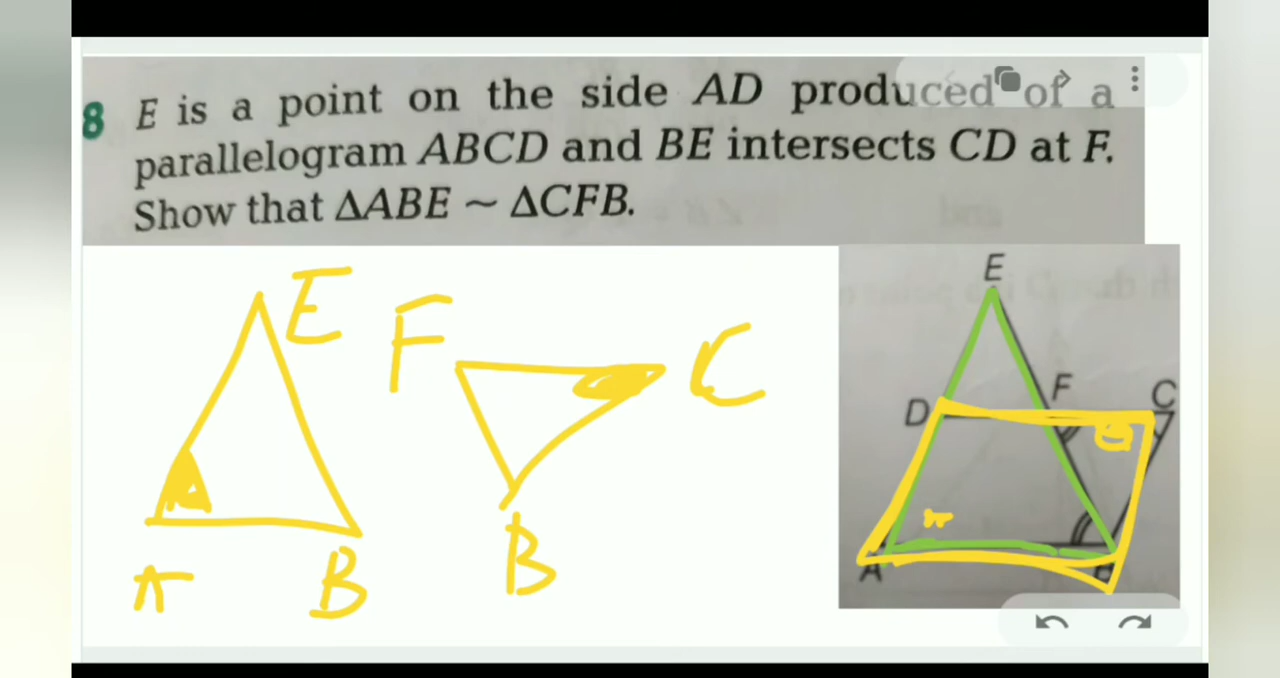 8 E is a point on the side AD produced of a
parallelogram ABCD and BE intersects CD at F.
Show that ΔABE ~ ΔCFB.
E
F
C
A
B
B
E
F
C
D
A
B